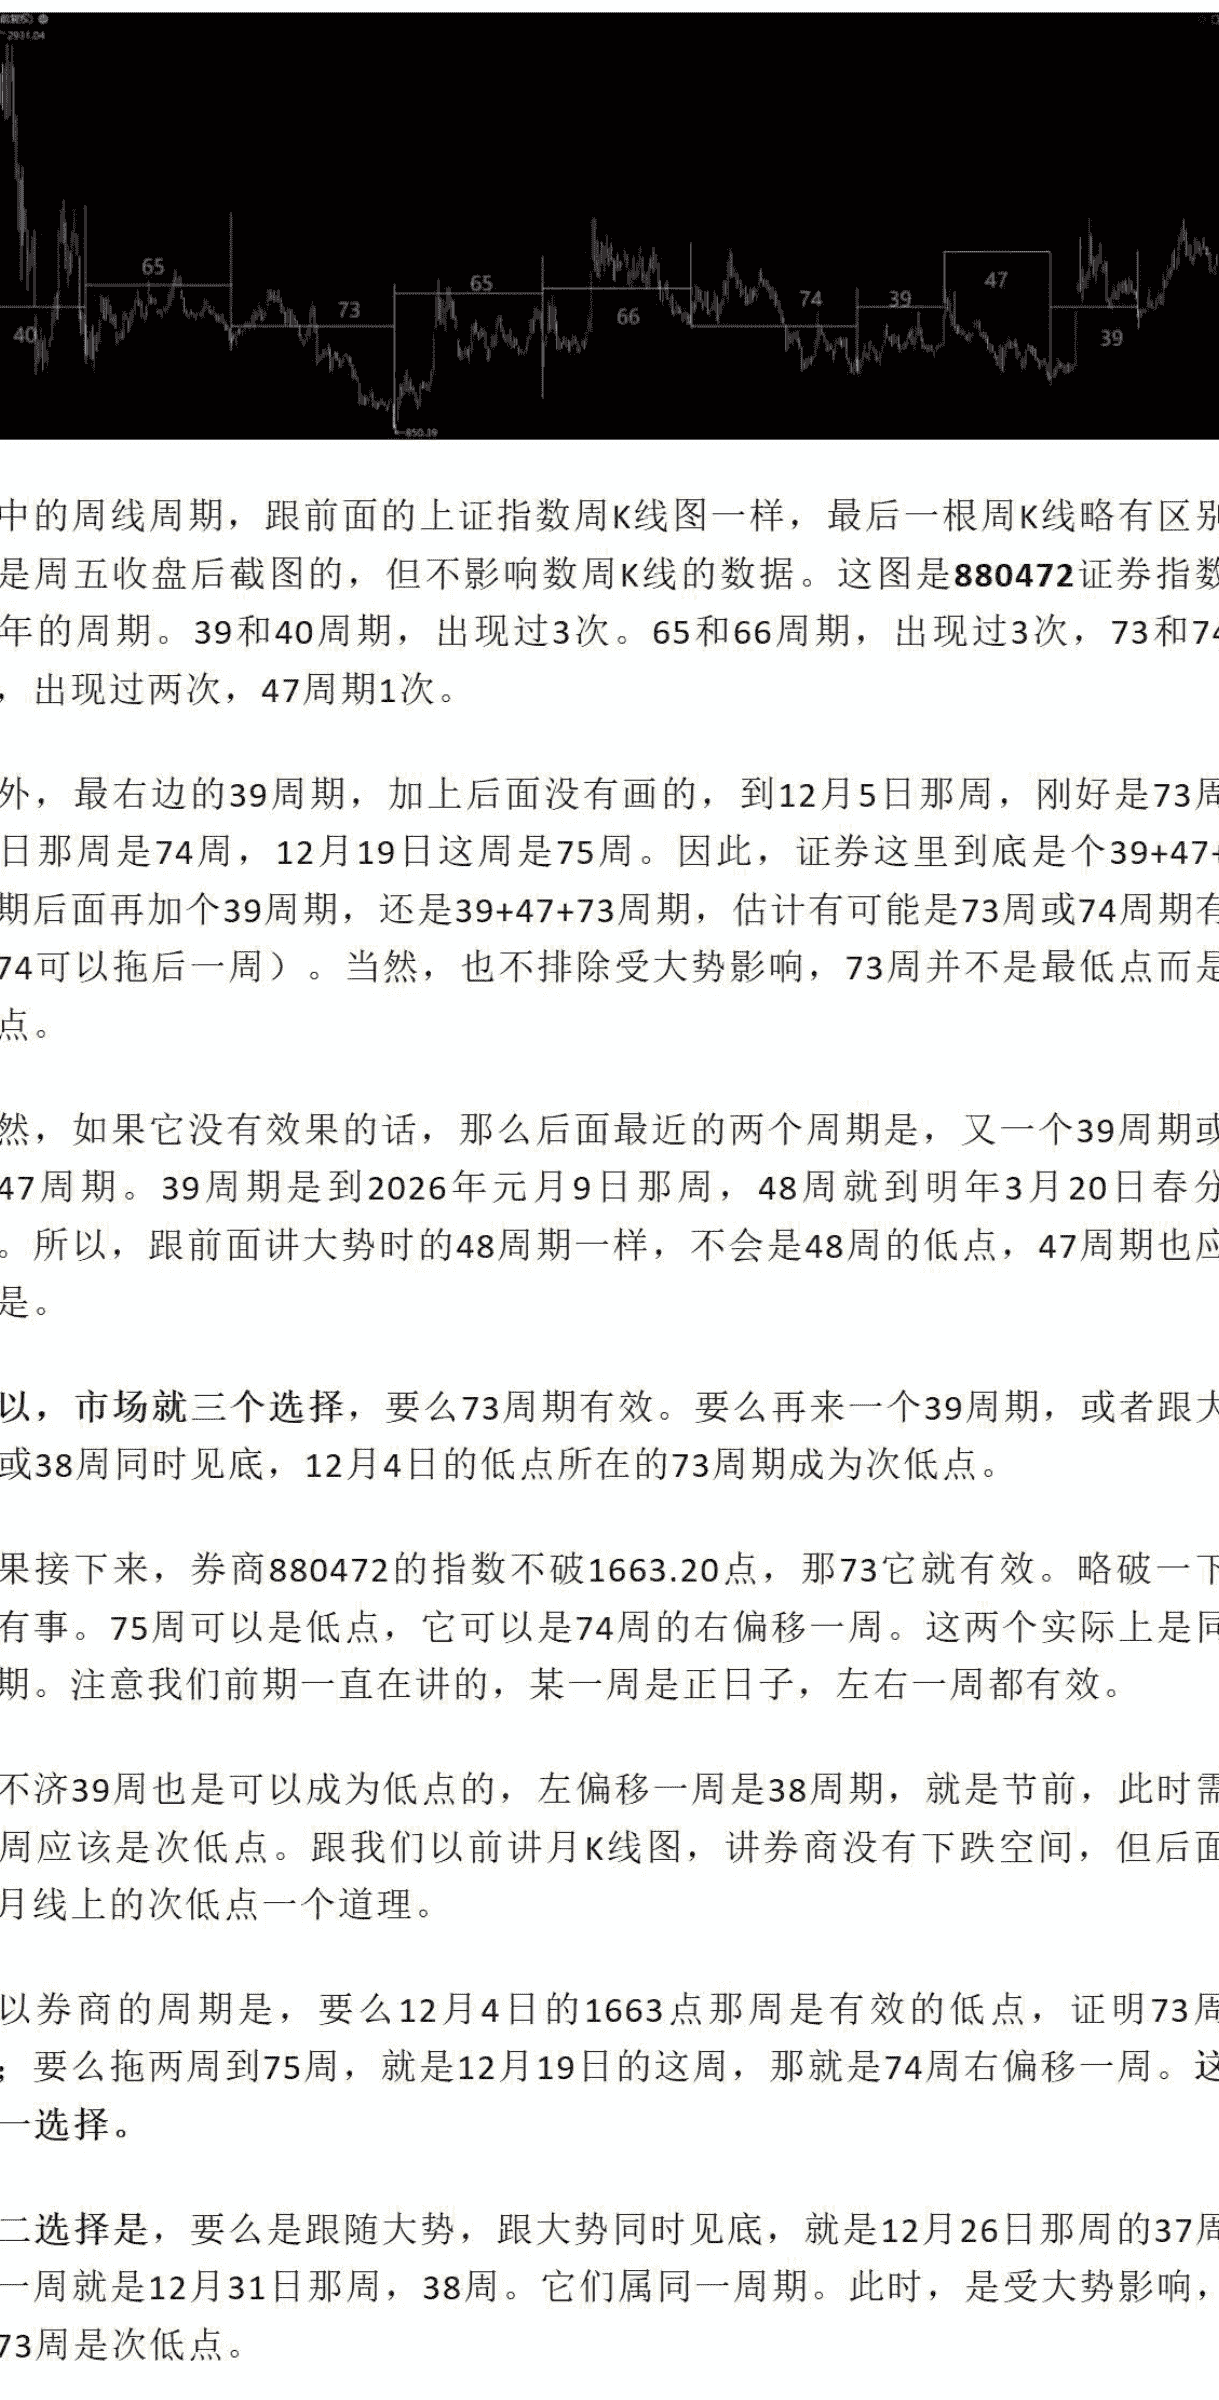 2931.04
65
65
47
73
74
39
66
40
39
850.19
中的周线周期，跟前面的上证指数周K线图一样，最后一根周K线略有区别
是周五收盘后截图的，但不影响数周K线的数据。这图是880472证券指数
年的周期。39和40周期，出现过3次。65和66周期，出现过3次，73和74
，出现过两次，47周期1次。
外，最右边的39周期，加上后面没有画的，到12月5日那周，刚好是73周
日那周是74周，12月19日这周是75周。因此，证券这里到底是个39+47+
期后面再加个39周期，还是39+47+73周期，估计有可能是73周或74周期有
74可以拖后一周）。当然，也不排除受大势影响，73周并不是最低点而是
点。
然，如果它没有效果的话，那么后面最近的两个周期是，又一个39周期或
47周期。39周期是到2026年元月9日那周，48周就到明年3月20日春分
。所以，跟前面讲大势时的48周期一样，不会是48周的低点，47周期也应
是。
以，市场就三个选择，要么73周期有效。要么再来一个39周期，或者跟大
或38周同时见底，12月4日的低点所在的73周期成为次低点。
果接下来，券商880472的指数不破1663.20点，那73它就有效。略破一下
有事。75周可以是低点，它可以是74周的右偏移一周。这两个实际上是同
期。注意我们前期一直在讲的，某一周是正日子，左右一周都有效。
不济39周也是可以成为低点的，左偏移一周是38周期，就是节前，此时需
周应该是次低点。跟我们以前讲月K线图，讲券商没有下跌空间，但后面
月线上的次低点一个道理。
以券商的周期是，要么12月4日的1663点那周是有效的低点，证明73周
；要么拖两周到75周，就是12月19日的这周，那就是74周右偏移一周。这
一选择。
二选择是，要么是跟随大势，跟大势同时见底，就是12月26日那周的37周
一周就是12月31日那周，38周。它们属同一周期。此时，是受大势影响，
73周是次低点。